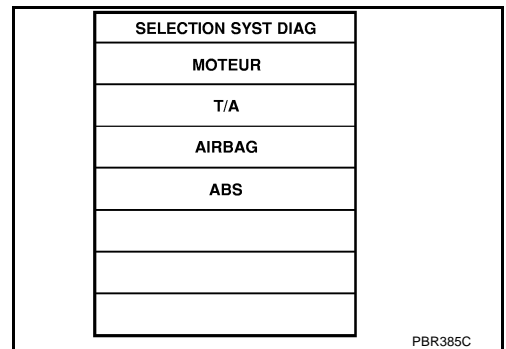 SELECTION SYST DIAG
MOTEUR
T/A
AIRBAG
ABS
PBR385C